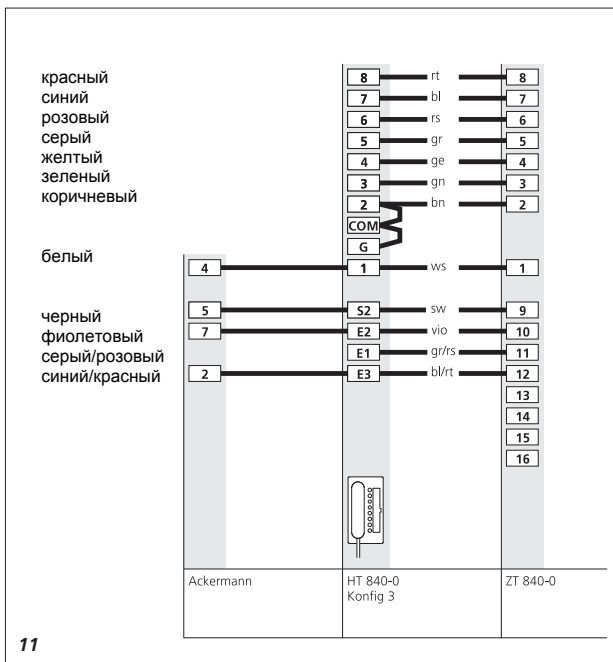 красный 8 rt 8
синий 7 bl 7
розовый 6 rs 6
серый 5 gr 5
желтый 4 ge 4
зеленый 3 gn 3
коричневый 2 bn 2
COM
G
белый 4 1 ws 1
черный 5 S2 sw 9
фиолетовый 7 E2 vio 10
серый/розовый E1 gr/rs 11
синий/красный 2 E3 bl/rt 12
13
14
15
16
Ackermann HT 840-0 ZT 840-0
Konfig 3
11